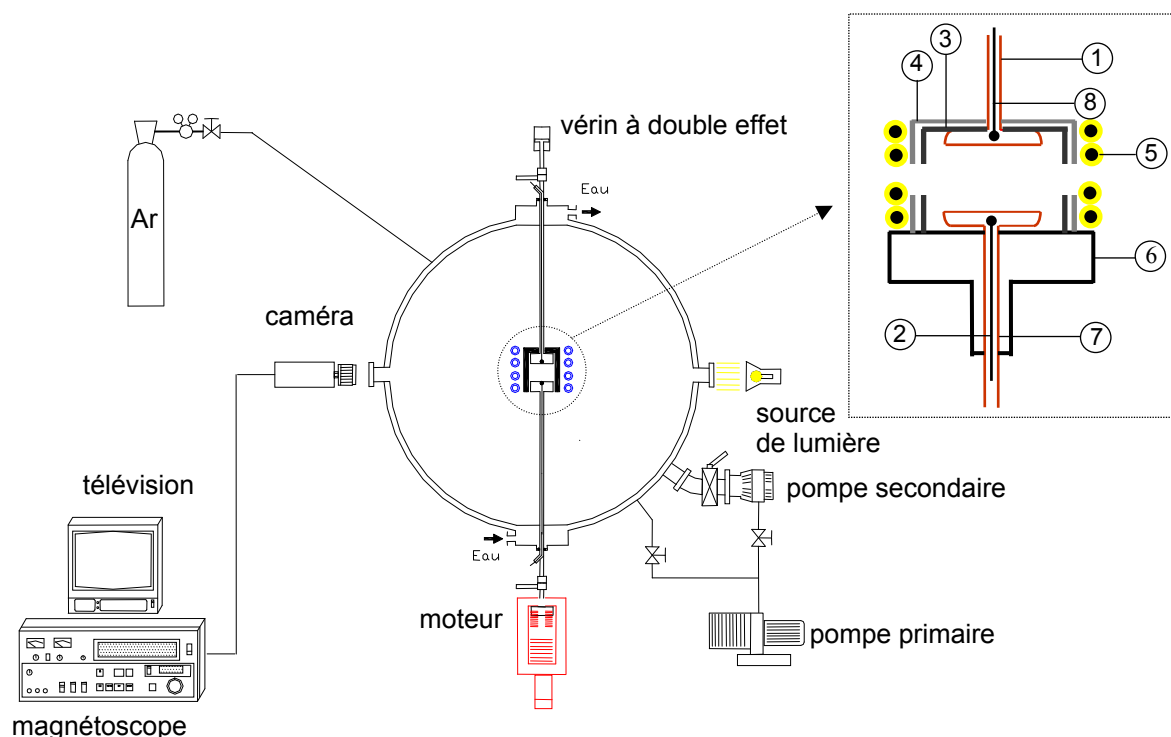 vérin à double effet
Eau
Ar
caméra
source
de lumière
télévision
pompe secondaire
Eau
moteur
pompe primaire
magnétoscope
3
4
1
8
5
6
2
7